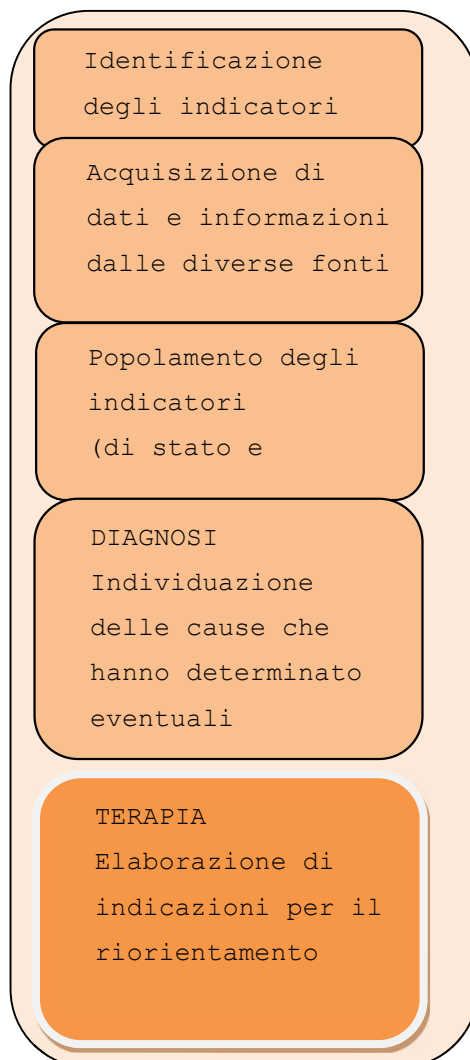 Identificazione
degli indicatori
Acquisizione di
dati e informazioni
dalle diverse fonti
Popolamento degli
indicatori
(di stato e
DIAGNOSI
Individuazione
delle cause che
hanno determinato
eventuali
TERAPIA
Elaborazione di
indicazioni per il
riorientamento